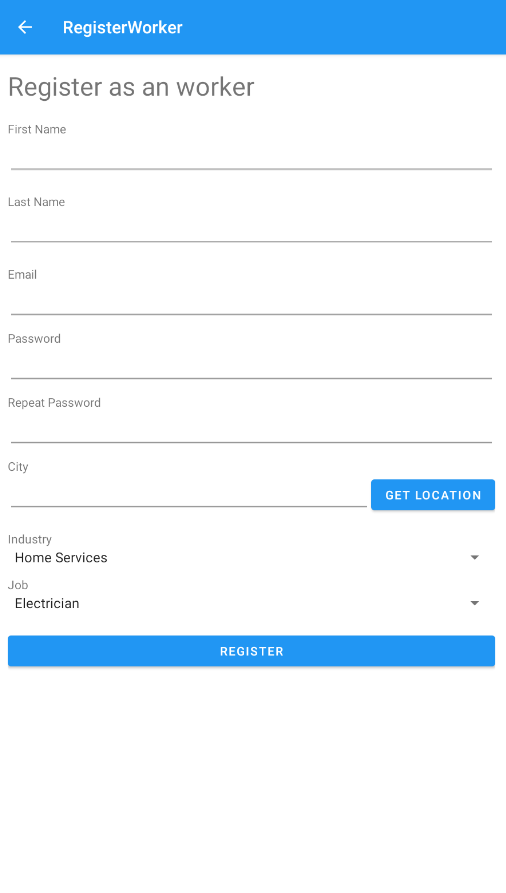 RegisterWorker
Register as an worker
First Name
Last Name
Email
Password
Repeat Password
City
GET LOCATION
Industry
Home Services
Job
Electrician
REGISTER